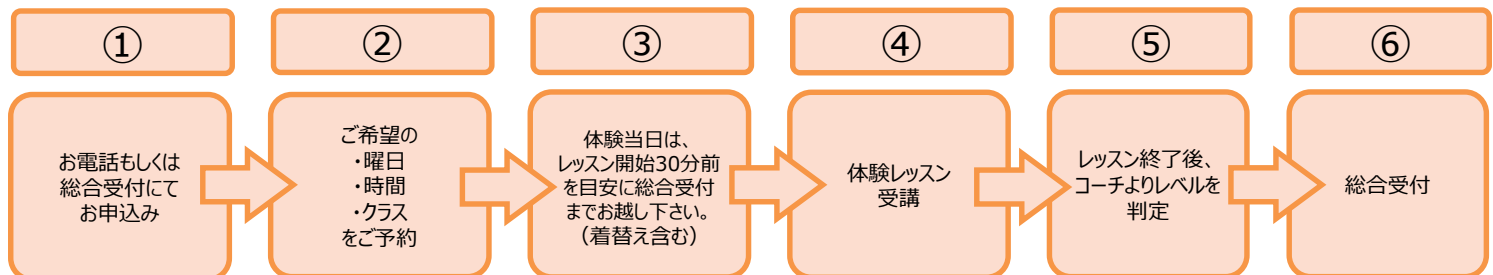 ①
②
③
④
⑤
⑥
お電話もしくは
総合受付にて
お申込み
ご希望の
・曜日
・時間
・クラス
をご予約
体験当日は、
レッスン開始30分前
を目安に総合受付
までお越し下さい。
（着替え含む）
体験レッスン
受講
レッスン終了後、
コーチよりレベルを
判定
総合受付